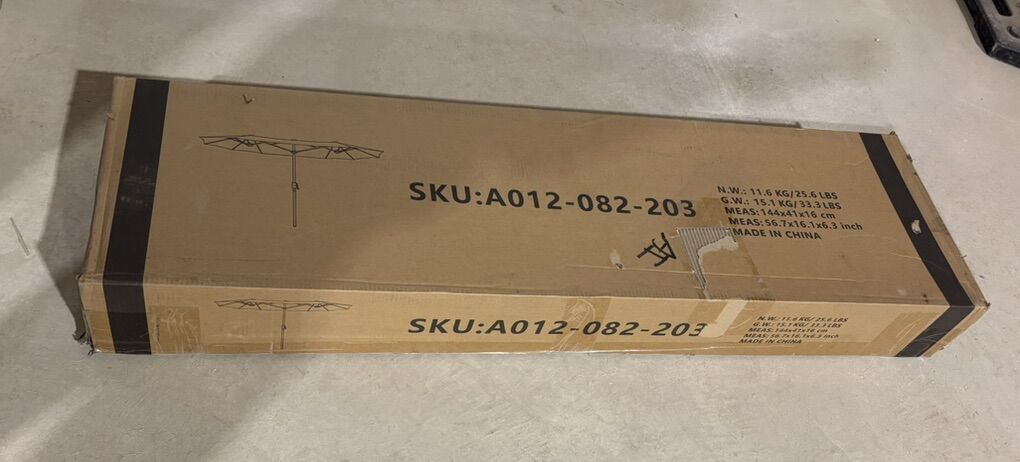 SKU:A012-082-203
N.W.: 11.6 KG/25.6 LBS
G.W.: 15.1 KG/33.3 LBS
MEAS: 144x41x16 cm
MEAS: 56.7x16.1x6.3 inch
MADE IN CHINA
SKU:A012-082-203
N.W.: 11.6 KG/ 25.6 LBS
G.W.: 15.1 KG/ 33.3 LBS
MEAS: 144x41x16 cm
MEAS: 56.7x16.1x6.3 inch
MADE IN CHINA